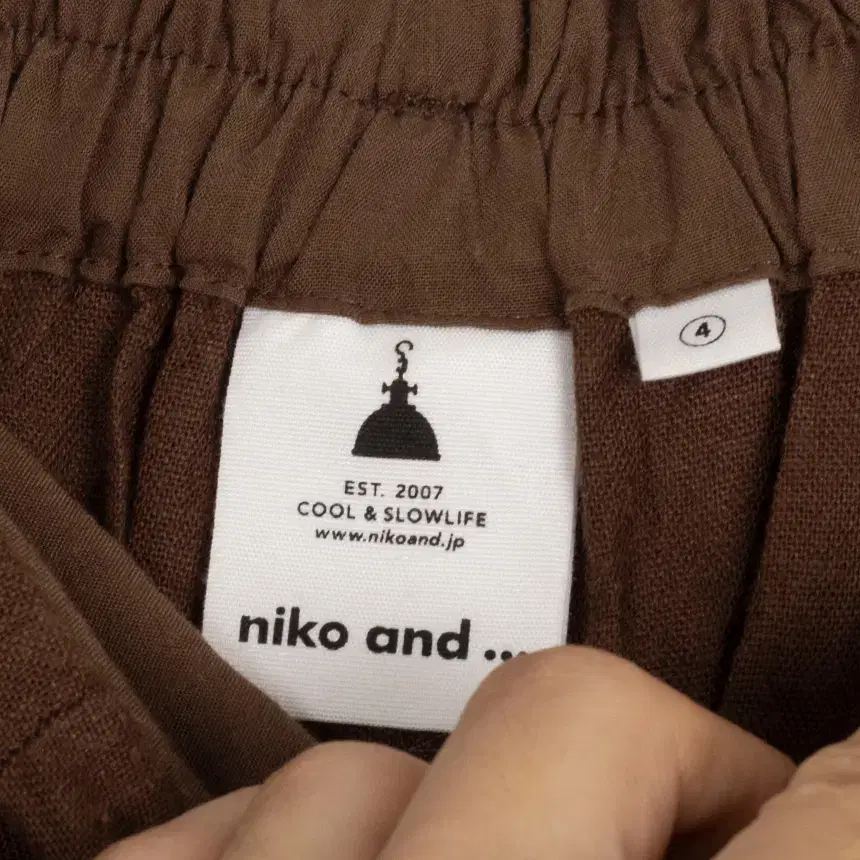 4
EST. 2007
COOL & SLOWLIFE
www.nikoand.jp
niko and ...